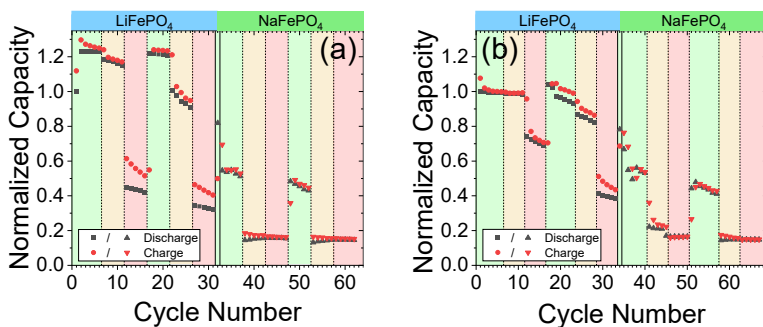 LiFePO₄ NaFePO₄
(a)
Normalized Capacity
1.2
1.0
0.8
0.6
0.4
0.2
0.0
/ Discharge
/ Charge
0 10 20 30 40 50 60
Cycle Number
LiFePO₄ NaFePO₄
(b)
Normalized Capacity
1.2
1.0
0.8
0.6
0.4
0.2
0.0
/ Discharge
/ Charge
0 10 20 30 40 50 60
Cycle Number